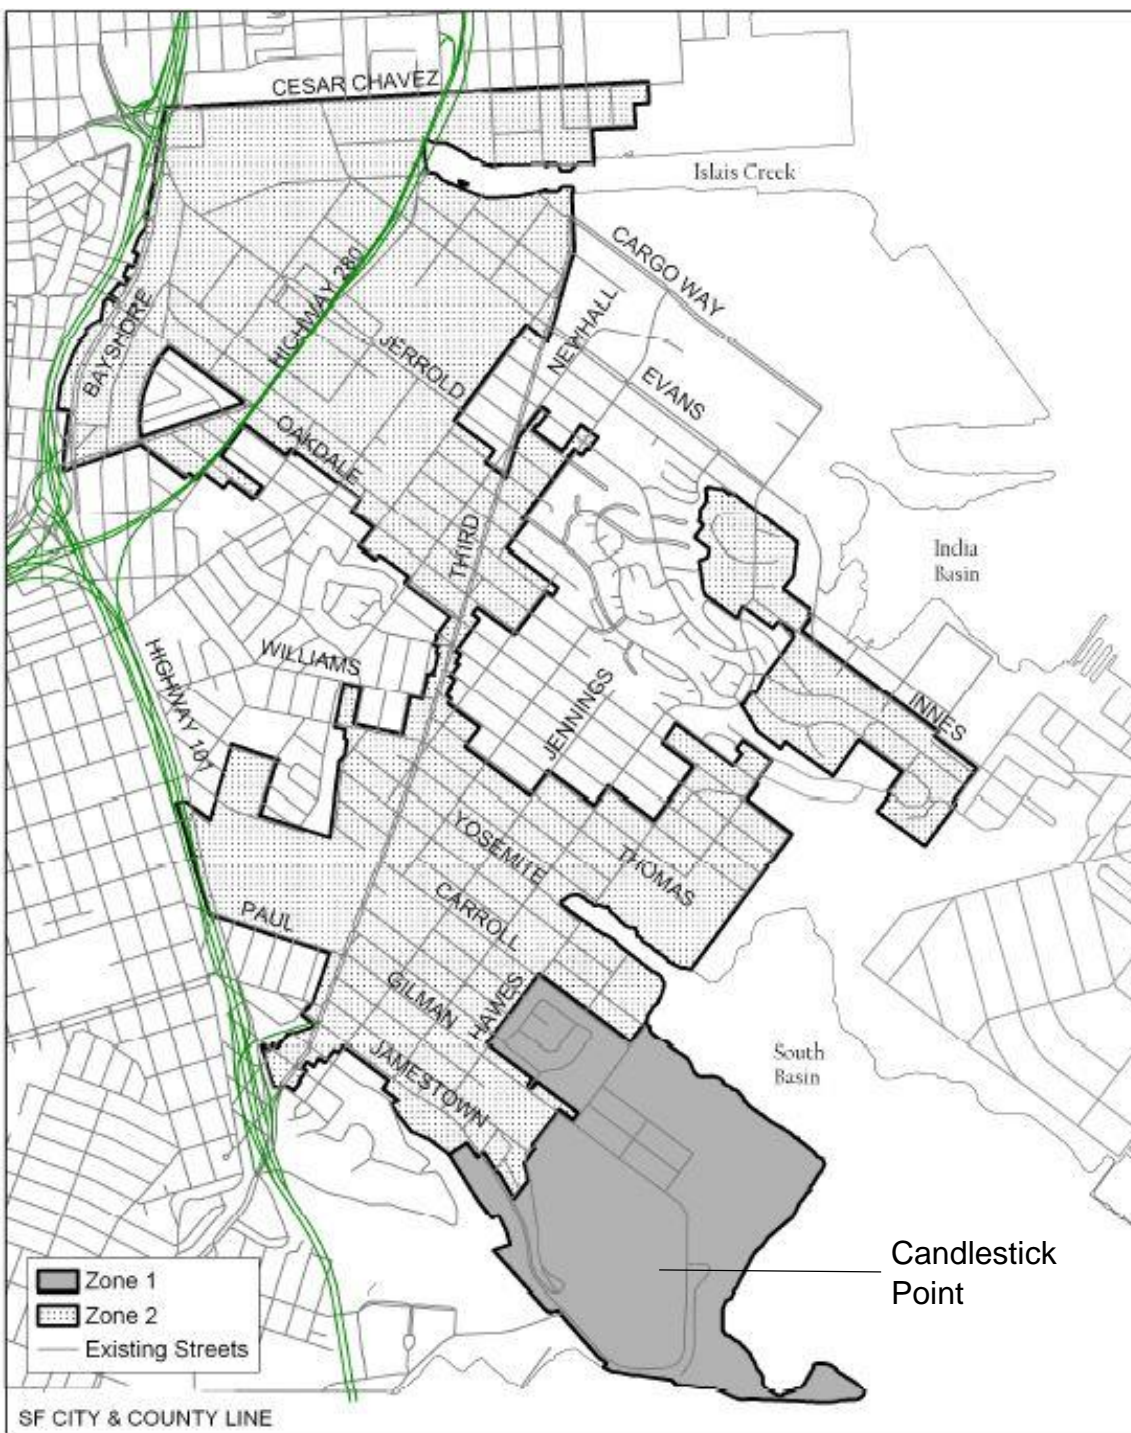 CESAR CHAVEZ
Islais Creek
CARGO WAY
NEWHALL
HIGHWAY 280
BAYSHORE
JERROLD
EVANS
OAKDALE
THIRD
India
Basin
WILLIAMS
HIGHWAY 101
JENNINGS
INNES
YOSEMITE
THOMAS
CARROLL
PAUL
GILMAN
HAWES
JAMESTOWN
South
Basin
Candlestick
Point
Zone 1
Zone 2
Existing Streets
SF CITY & COUNTY LINE